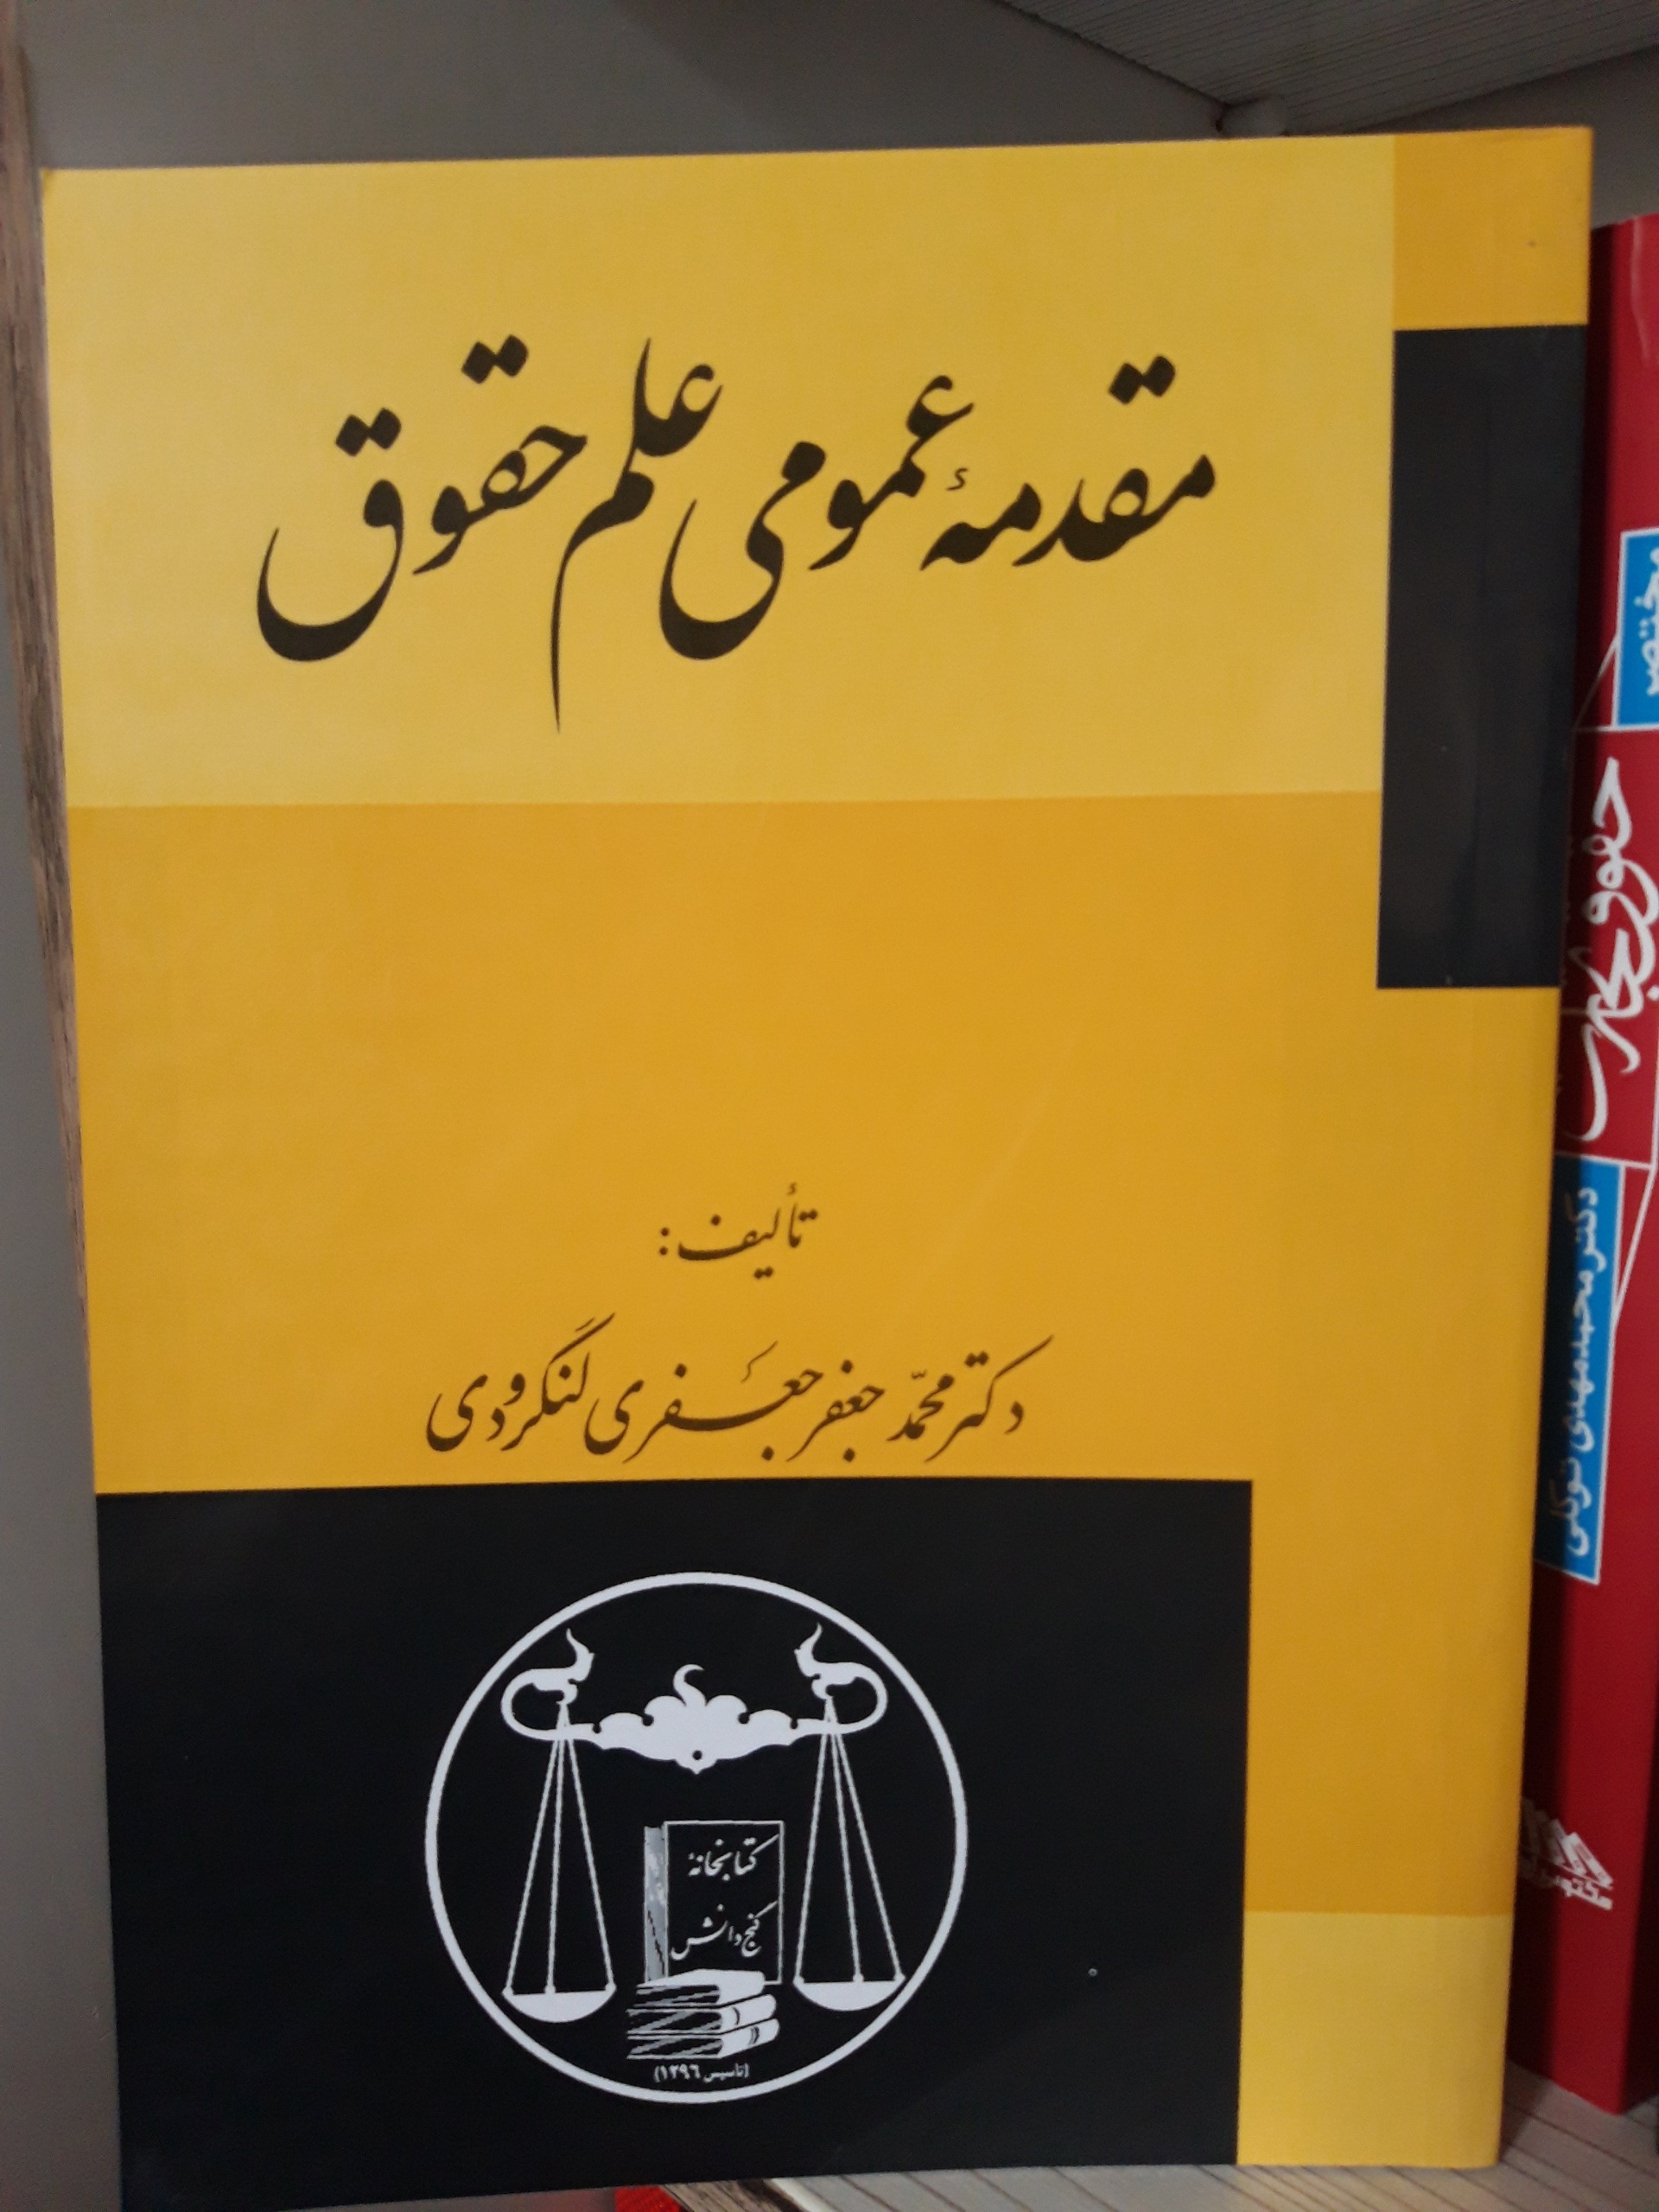 مقدمهٔ عمومی علم حقوق
تألیف:
دکتر محمّد جعفر جعفری لنگرودی
کتابخانهٔ
گنج دانش
(تاسیس ۱۲۹۶)
مختصر
حقوق تجارت
دکتر محمدمهدی توکلی